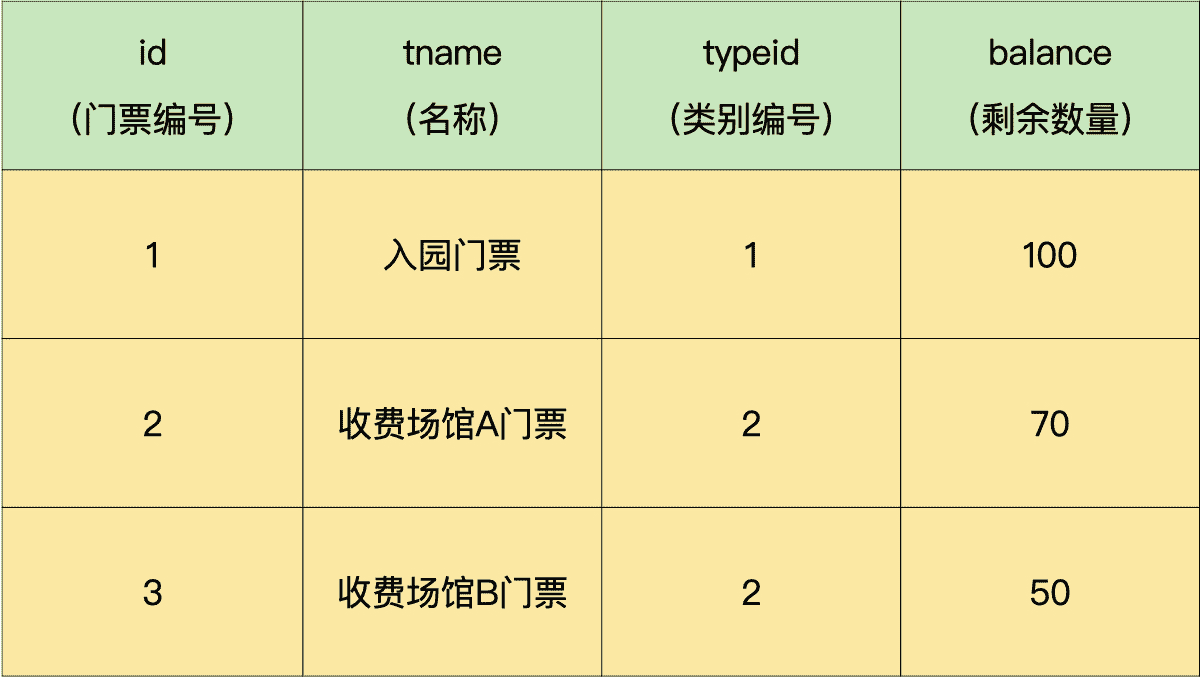 id tname typeid balance
（门票编号） （名称） （类别编号） （剩余数量）
1 入园门票 1 100
2 收费场馆A门票 2 70
3 收费场馆B门票 2 50